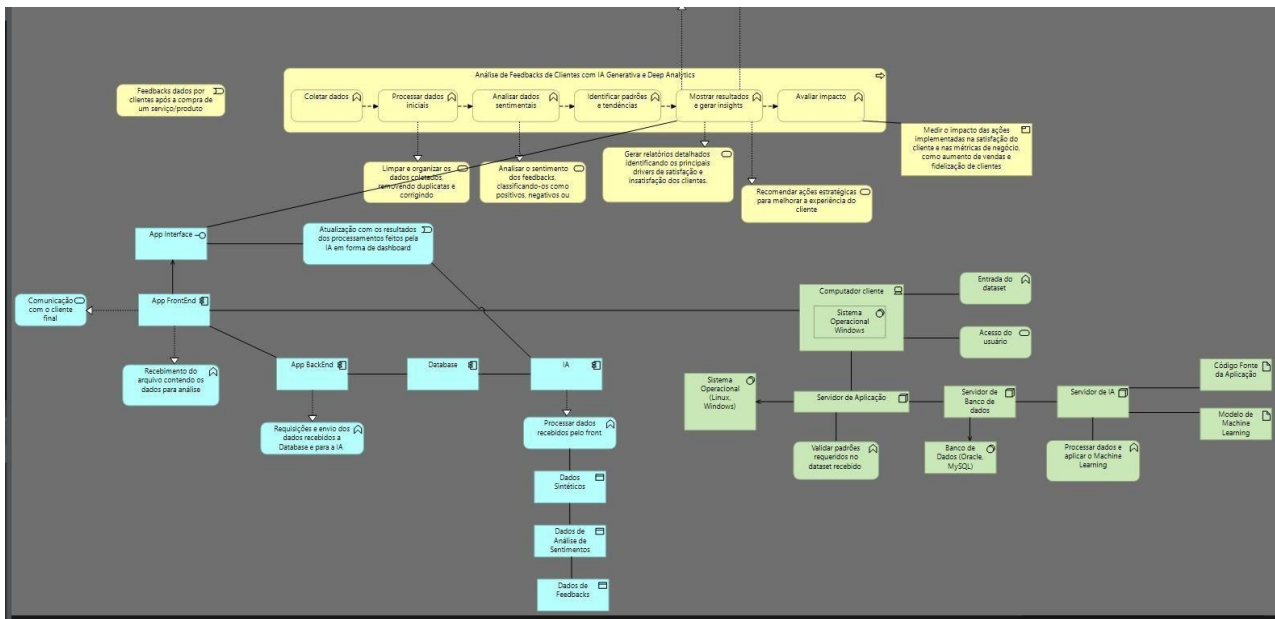 Análise de Feedbacks de Clientes com IA Generativa e Deep Analytics
Feedbacks dados por
clientes após a compra de
um serviço/produto
Coletar dados
Processar dados
iniciais
Analisar dados
sentimentais
Identificar padrões
e tendências
Mostrar resultados
e gerar insights
Avaliar impacto
Limpar e organizar os
dados coletados,
removendo duplicatas e
corrigindo
Analisar o sentimento
dos feedbacks,
classificando-os como
positivos, negativos ou
Gerar relatórios detalhados
identificando os principais
drivers de satisfação e
insatisfação dos clientes.
Recomendar ações estratégicas
para melhorar a experiência do
cliente
Medir o impacto das ações
implementadas na satisfação do
cliente e nas métricas de negócio,
como aumento de vendas e
fidelização de clientes
App Interface
Atualização com os resultados
dos processamentos feitos pela
IA em forma de dashboard
Comunicação
com o cliente
final
App FrontEnd
Recebimento do
arquivo contendo os
dados para análise
App BackEnd
Database
IA
Requisições e envio dos
dados recebidos a
Database e para a IA
Processar dados
recebidos pelo front
Dados
Sintéticos
Dados de
Análise de
Sentimentos
Dados de
Feedbacks
Computador cliente
Sistema
Operacional
Windows
Entrada do
dataset
Acesso do
usuário
Sistema
Operacional
(Linux,
Windows)
Servidor de Aplicação
Servidor de
Banco de
dados
Servidor de IA
Código Fonte
da Aplicação
Modelo de
Machine
Learning
Validar padrões
requeridos no
dataset recebido
Banco de
Dados (Oracle,
MySQL)
Processar dados e
aplicar o Machine
Learning